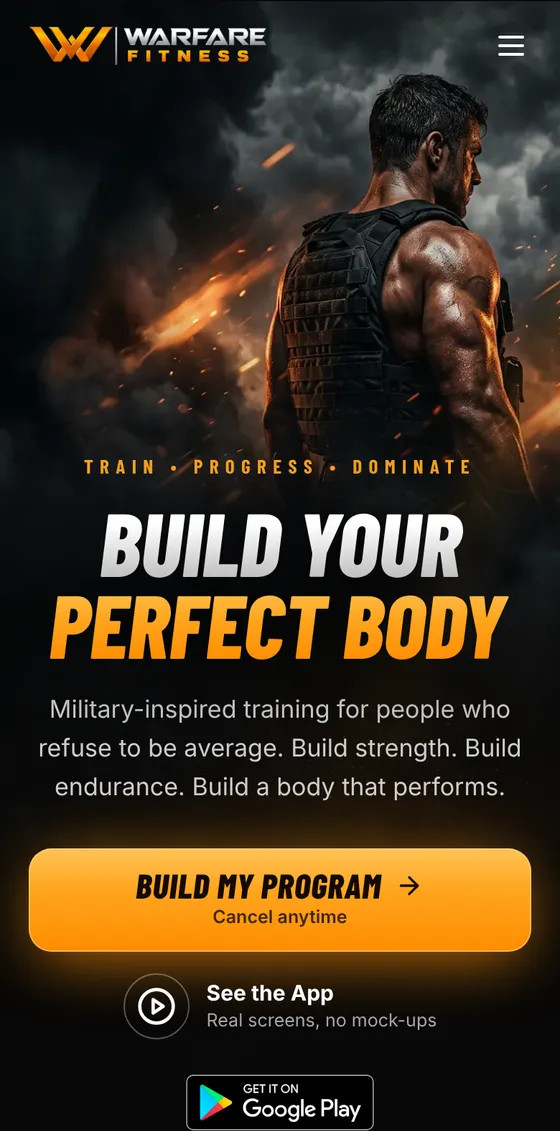 WARFARE
FITNESS
TRAIN • PROGRESS • DOMINATE
BUILD YOUR
PERFECT BODY
Military-inspired training for people who
refuse to be average. Build strength. Build
endurance. Build a body that performs.
BUILD MY PROGRAM →
Cancel anytime
See the App
Real screens, no mock-ups
GET IT ON
Google Play